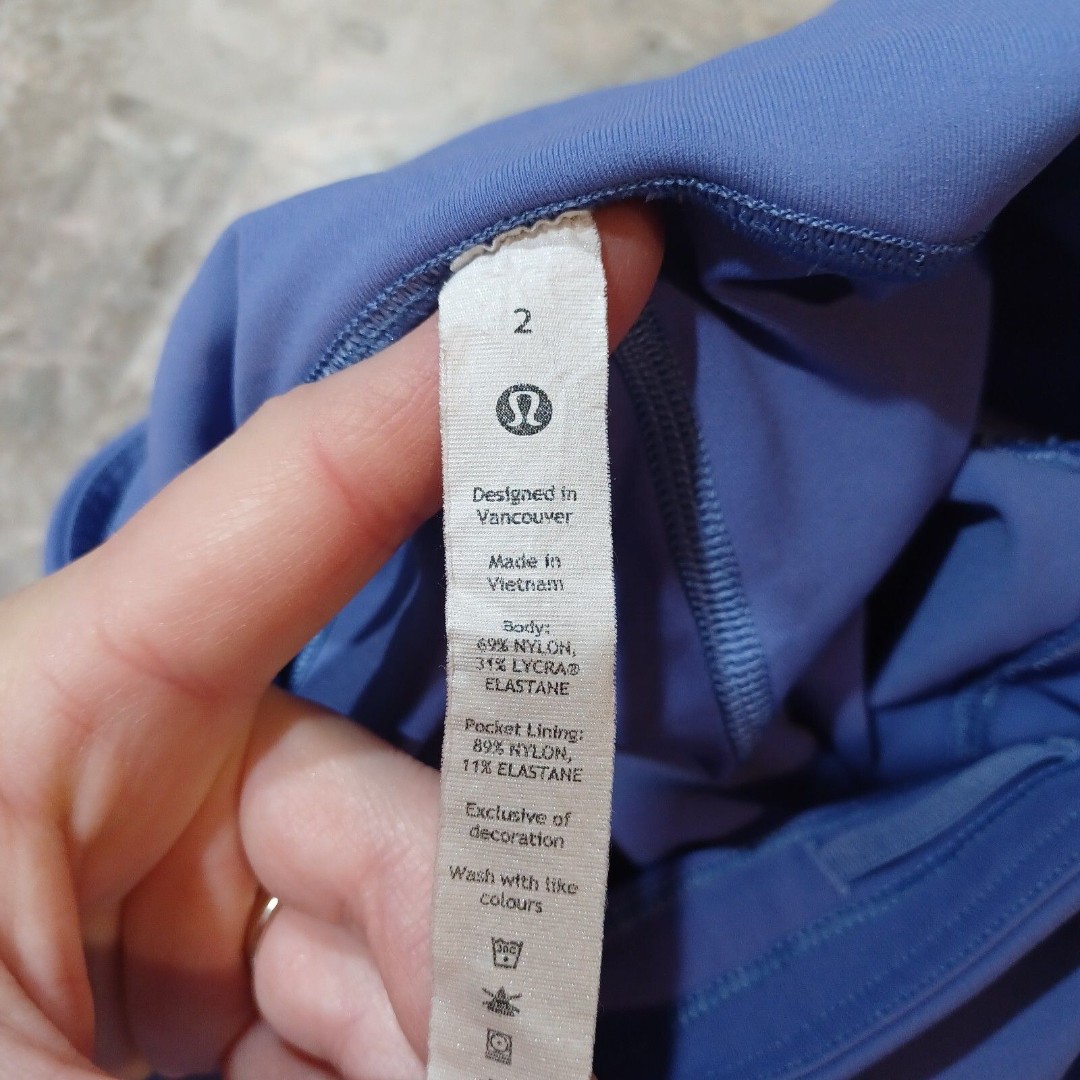 2
Designed in
Vancouver
Made in
Vietnam
Body:
69% NYLON,
31% LYCRA®
ELASTANE
Pocket Lining:
89% NYLON,
11% ELASTANE
Exclusive of
decoration
Wash with like
colours
30C